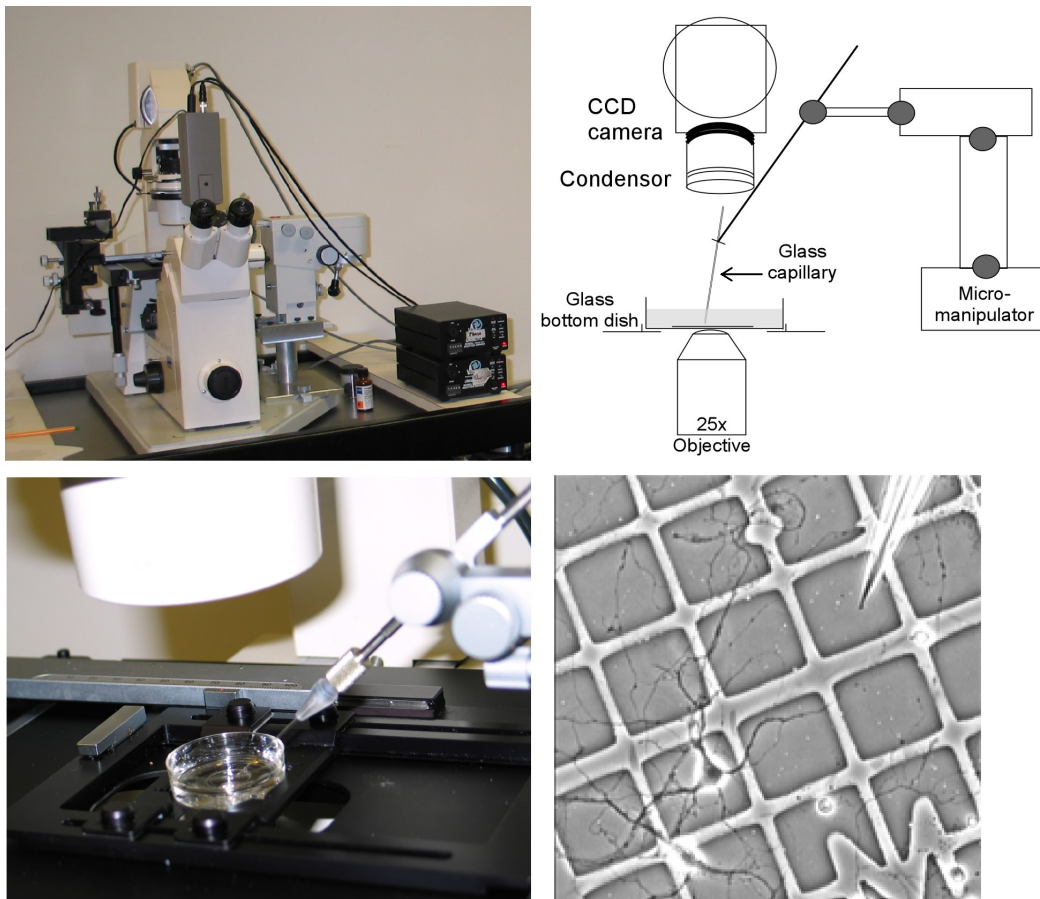 CCD
camera
Condensor
Glass
capillary
Glass
bottom dish
Micro-
manipulator
25x
Objective